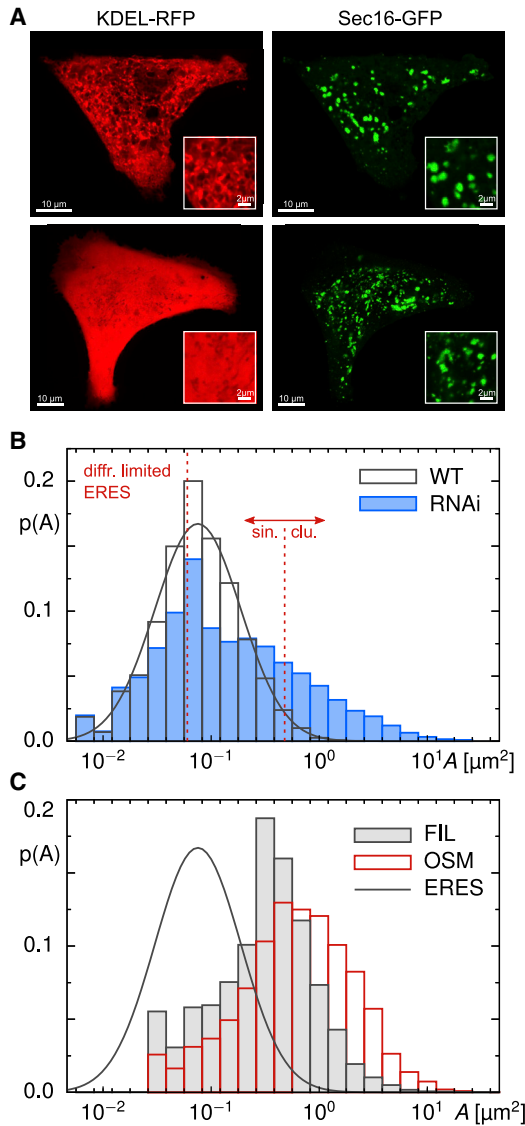 A
KDEL-RFP Sec16-GFP
10 µm 2µm 10 µm 2µm
10 µm 2µm 10 µm 2µm
B
0.2
p(A)
0.1
0.0
diffr. limited
ERES
WT
RNAi
sin. clu.
10⁻² 10⁻¹ 10⁰ 10¹ A [µm²]
C
0.2
p(A)
0.1
0.0
FIL
OSM
ERES
10⁻² 10⁻¹ 10⁰ 10¹ A [µm²]